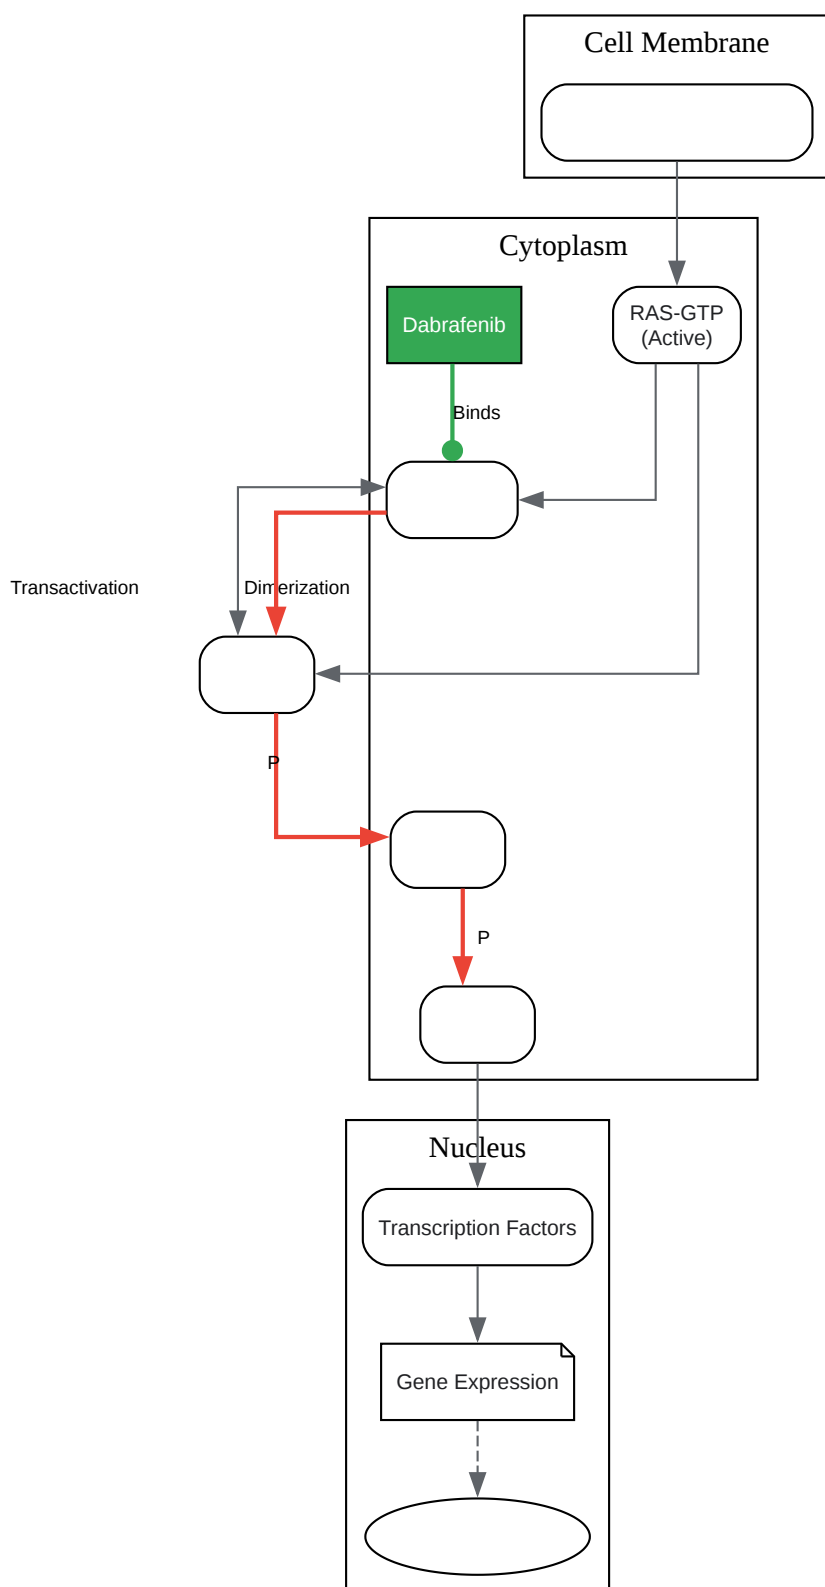 Cell Membrane
Cytoplasm
Dabrafenib
RAS-GTP
(Active)
Binds
Transactivation
Dimerization
P
P
Nucleus
Transcription Factors
Gene Expression